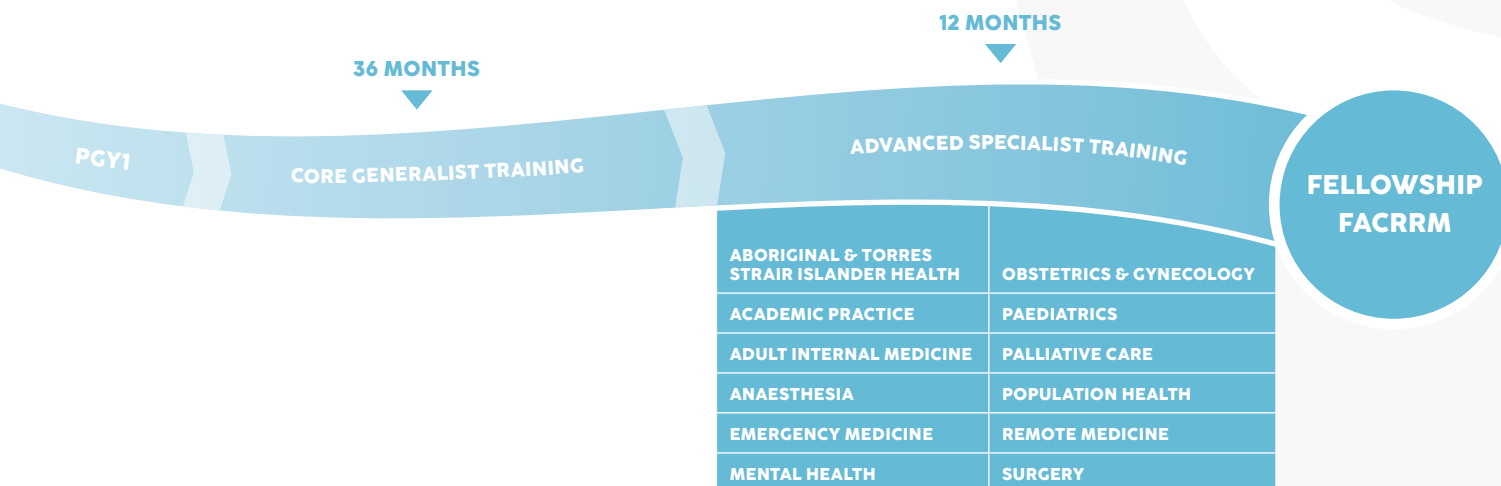 12 MONTHS
36 MONTHS
PGY1
CORE GENERALIST TRAINING
ADVANCED SPECIALIST TRAINING
FELLOWSHIP
FACRRM
ABORIGINAL & TORRES
STRAIR ISLANDER HEALTH
OBSTETRICS & GYNECOLOGY
ACADEMIC PRACTICE
PAEDIATRICS
ADULT INTERNAL MEDICINE
PALLIATIVE CARE
ANAESTHESIA
POPULATION HEALTH
EMERGENCY MEDICINE
REMOTE MEDICINE
MENTAL HEALTH
SURGERY